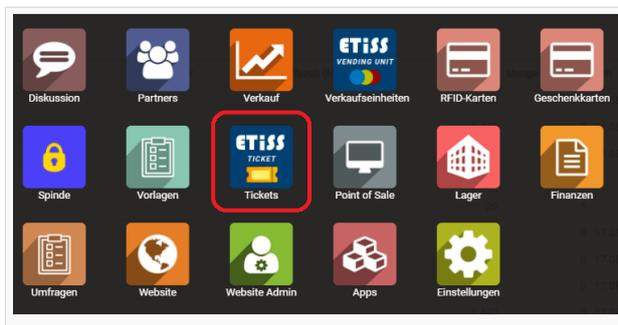 ETiSS
VENDING UNIT
Diskussion
Partners
Verkauf
Verkaufseinheiten
RFID-Karten
Geschenkkarten
ETiSS
TICKET
Spinde
Vorlagen
Tickets
Point of Sale
Lager
Finanzen
Umfragen
Website
Website Admin
Apps
Einstellungen